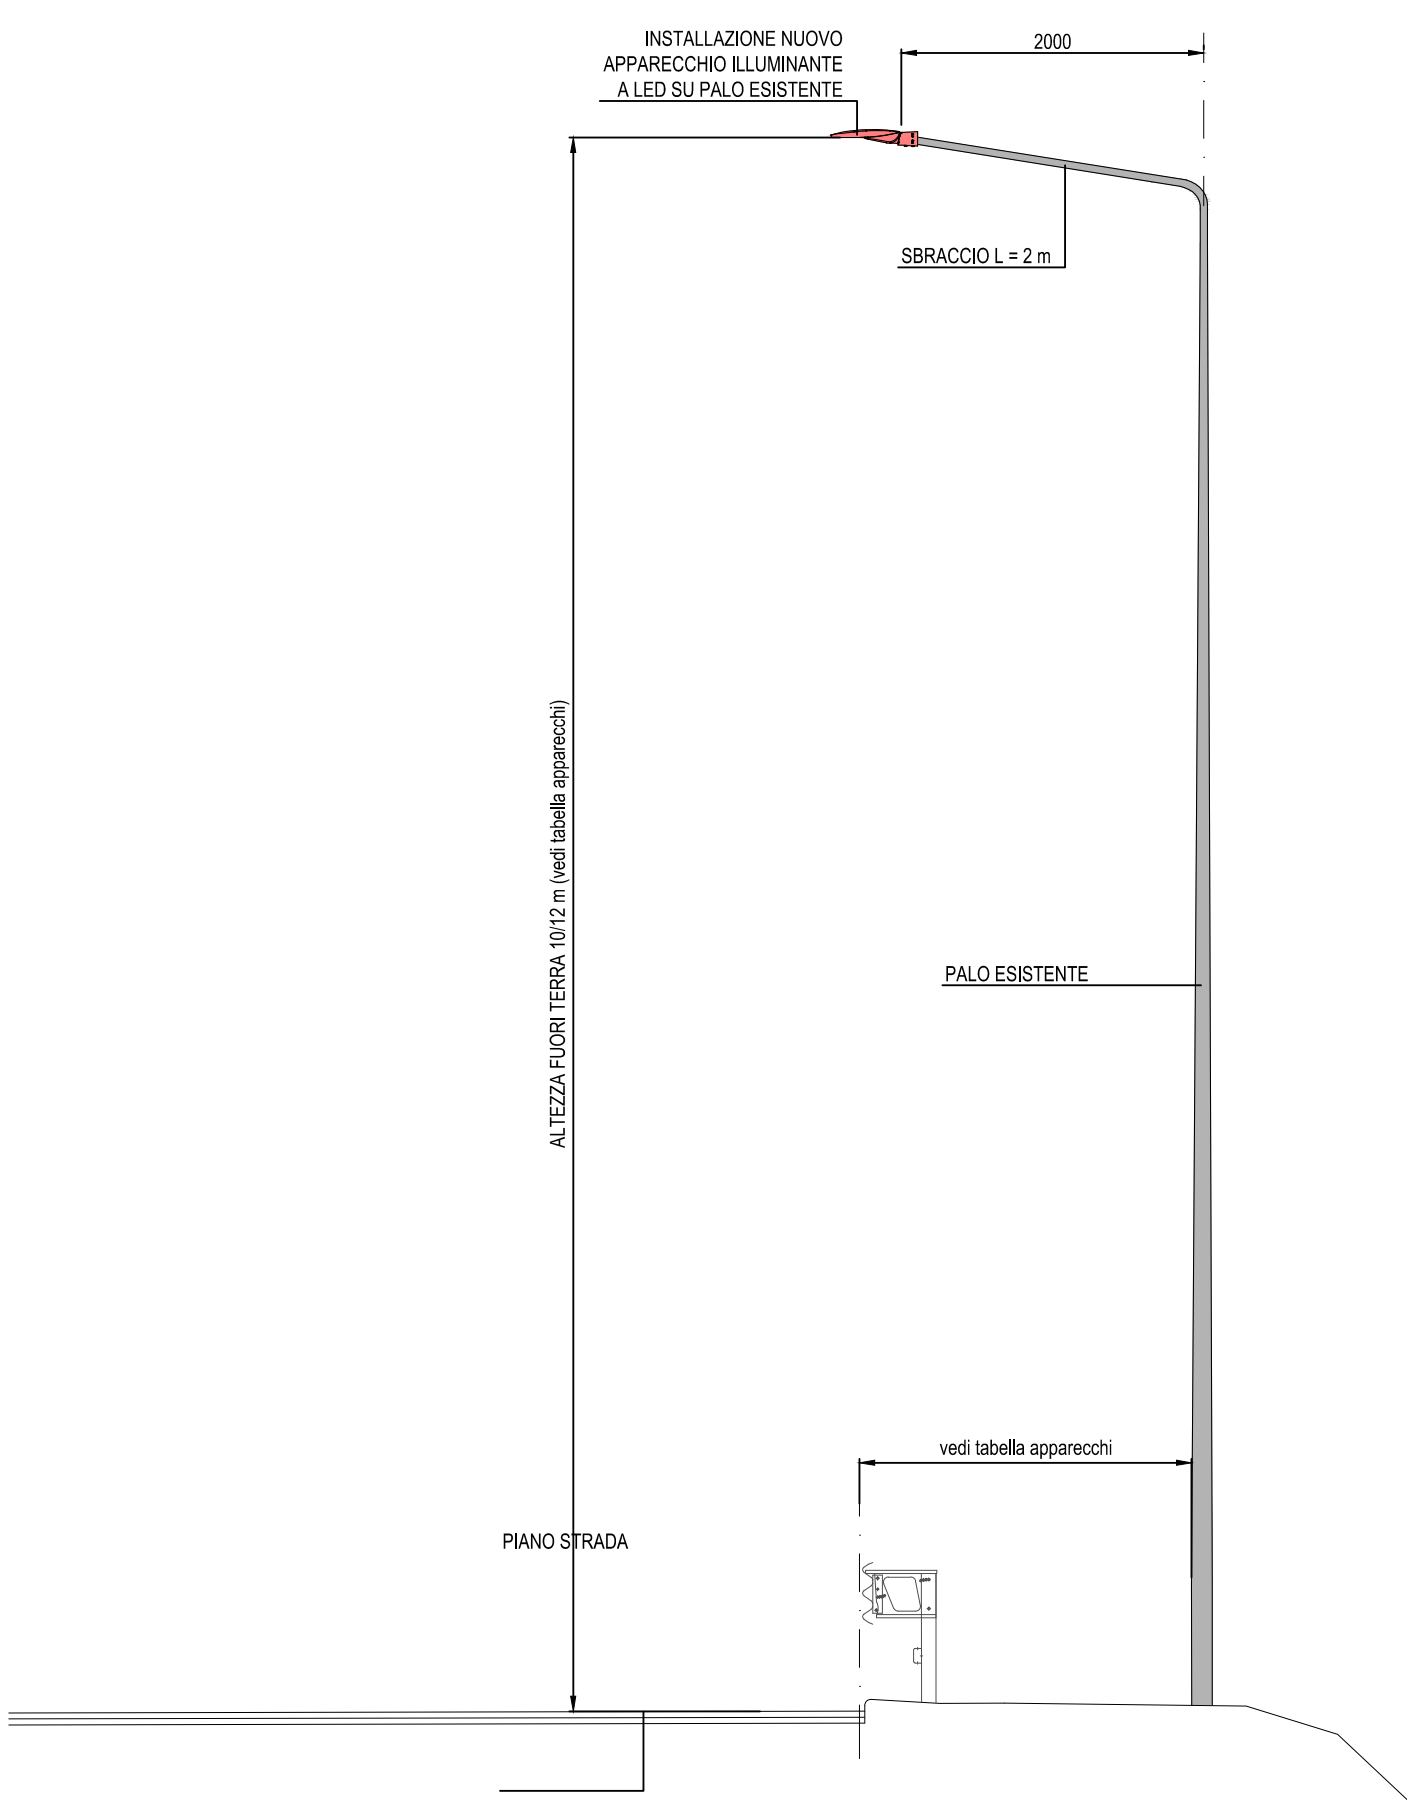 INSTALLAZIONE NUOVO
APPARECCHIO ILLUMINANTE
A LED SU PALO ESISTENTE
2000
SBRACCIO L = 2 m
ALTEZZA FUORI TERRA 10/12 m (vedi tabella apparecchi)
PALO ESISTENTE
vedi tabella apparecchi
PIANO STRADA